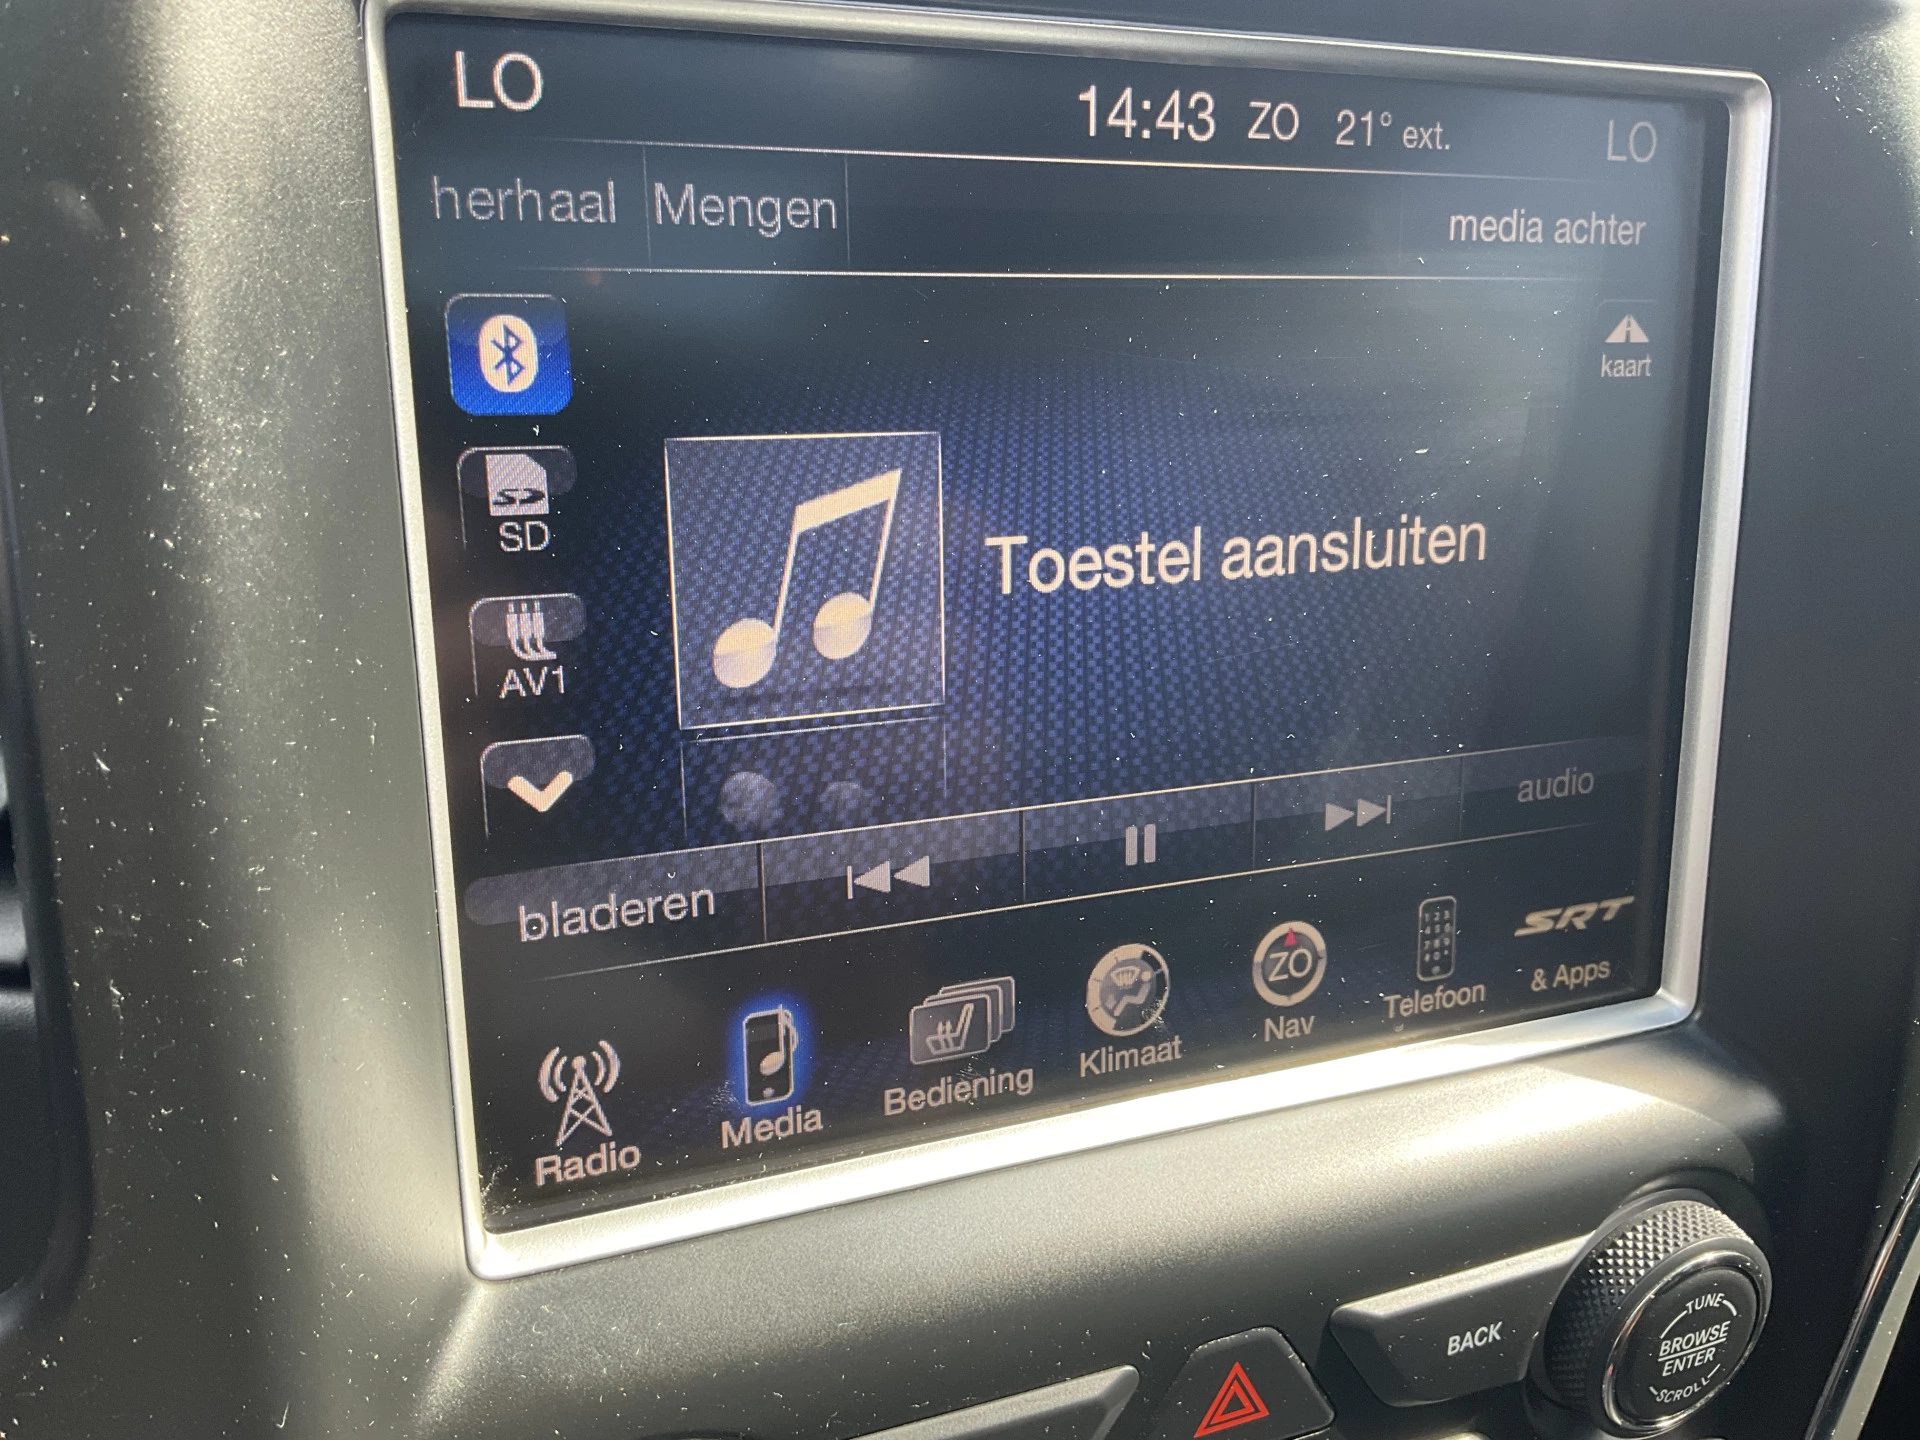 LO
14:43 ZO 21° ext.
LO
herhaal
Mengen
media achter
kaart
SD
SD
AV1
Toestel aansluiten
bladeren
audio
Radio
Media
Bediening
Klimaat
ZO
Nav
Telefoon
SRT
& Apps
BACK
TUNE
BROWSE
ENTER
SCROLL